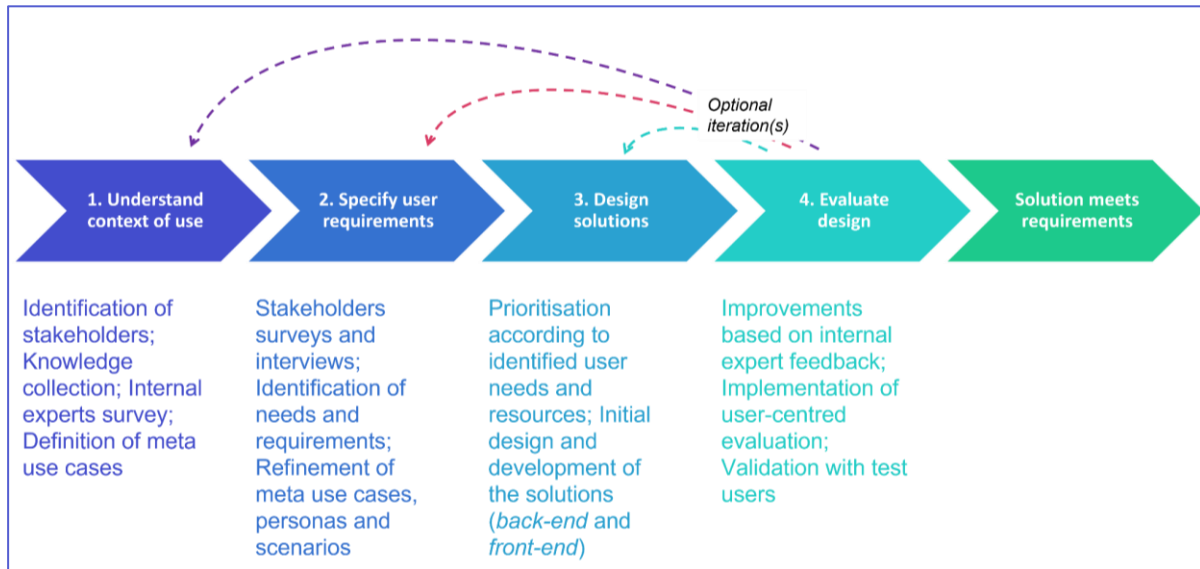 Optional
iteration(s)
1. Understand
context of use
2. Specify user
requirements
3. Design
solutions
4. Evaluate
design
Solution meets
requirements
Identification of
stakeholders;
Knowledge
collection; Internal
experts survey;
Definition of meta
use cases
Stakeholders
surveys and
interviews;
Identification of
needs and
requirements;
Refinement of
meta use cases,
personas and
scenarios
Prioritisation
according to
identified user
needs and
resources; Initial
design and
development of
the solutions
(back-end and
front-end)
Improvements
based on internal
expert feedback;
Implementation of
user-centred
evaluation;
Validation with test
users